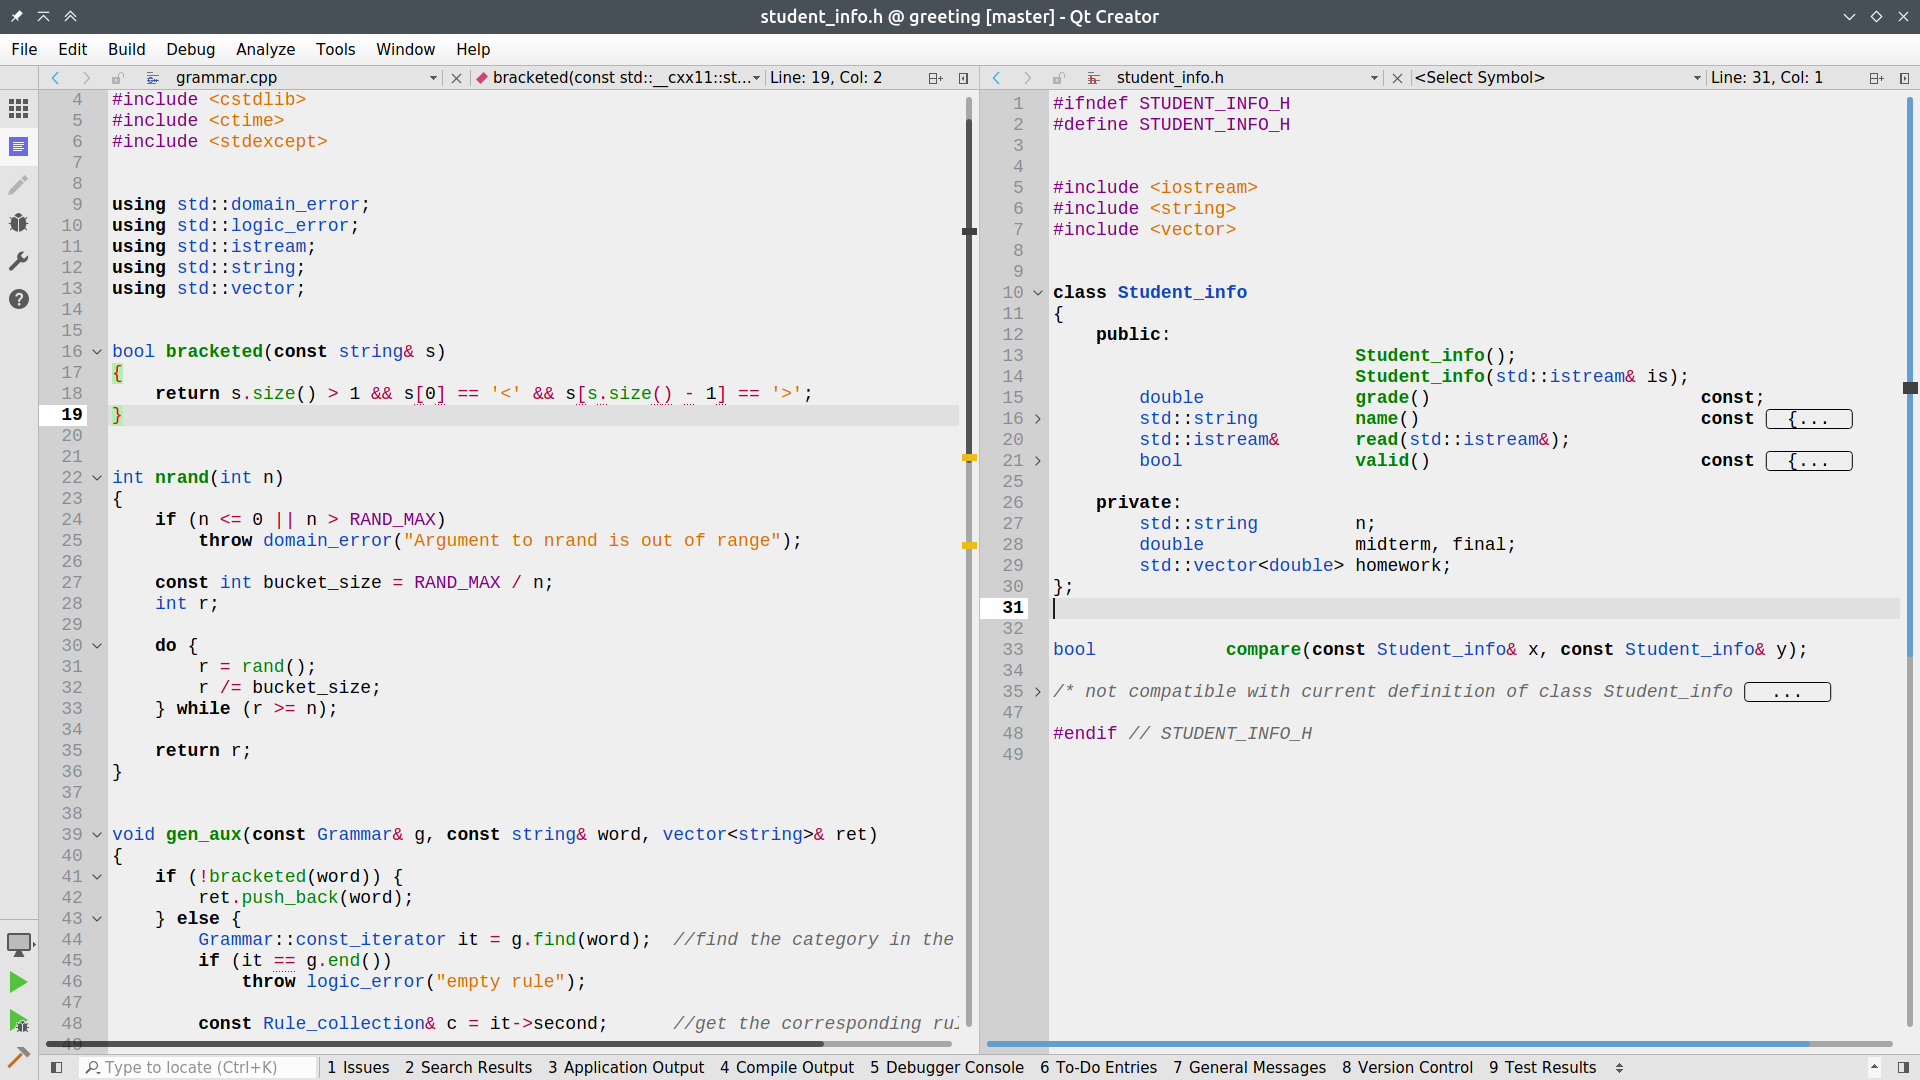 student_info.h @ greeting [master] - Qt Creator
File Edit Build Debug Analyze Tools Window Help
grammar.cpp bracketed(const std::__cxx11::st... Line: 19, Col: 2
4 #include <cstdlib>
5 #include <ctime>
6 #include <stdexcept>
7
8
9 using std::domain_error;
10 using std::logic_error;
11 using std::istream;
12 using std::string;
13 using std::vector;
14
15
16 bool bracketed(const string& s)
17 {
18     return s.size() > 1 && s[0] == '<' && s[s.size() - 1] == '>';
19 }
20
21
22 int nrand(int n)
23 {
24     if (n <= 0 || n > RAND_MAX)
25         throw domain_error("Argument to nrand is out of range");
26
27     const int bucket_size = RAND_MAX / n;
28     int r;
29
30     do {
31         r = rand();
32         r /= bucket_size;
33     } while (r >= n);
34
35     return r;
36 }
37
38
39 void gen_aux(const Grammar& g, const string& word, vector<string>& ret)
40 {
41     if (!bracketed(word)) {
42         ret.push_back(word);
43     } else {
44         Grammar::const_iterator it = g.find(word);  //find the category in the
45         if (it == g.end())
46             throw logic_error("empty rule");
47
48         const Rule_collection& c = it->second;      //get the corresponding rul
49
student_info.h <Select Symbol> Line: 31, Col: 1
1 #ifndef STUDENT_INFO_H
2 #define STUDENT_INFO_H
3
4
5 #include <iostream>
6 #include <string>
7 #include <vector>
8
9
10 class Student_info
11 {
12     public:
13                             Student_info();
14                             Student_info(std::istream& is);
15         double              grade()                         const;
16         std::string         name()                          const {...
20         std::istream&       read(std::istream&);
21         bool                valid()                         const {...
25
26     private:
27         std::string         n;
28         double              midterm, final;
29         std::vector<double> homework;
30 };
31
32
33 bool            compare(const Student_info& x, const Student_info& y);
34
35 /* not compatible with current definition of class Student_info ...
47
48 #endif // STUDENT_INFO_H
49
Type to locate (Ctrl+K) 1 Issues 2 Search Results 3 Application Output 4 Compile Output 5 Debugger Console 6 To-Do Entries 7 General Messages 8 Version Control 9 Test Results